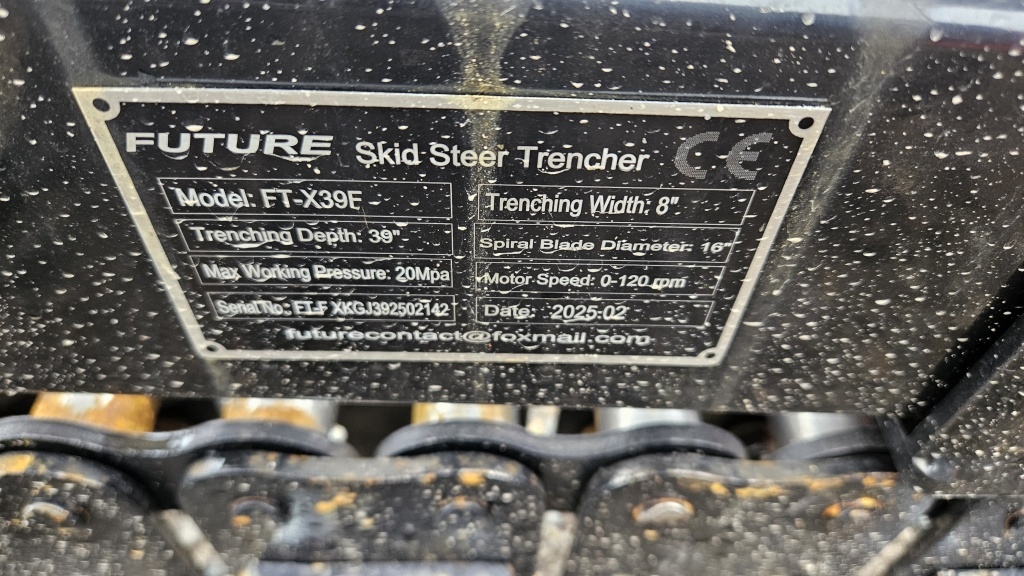 FUTURE Skid Steer Trencher CE
Model: FT-X39F
Trenching Width: 8"
Trenching Depth: 39"
Spiral Blade Diameter: 16"
Max Working Pressure: 20Mpa
Motor Speed: 0-120 rpm
Serial No.: XKGJ392502142
Date: 2025-02
futurecontact@foxmail.com